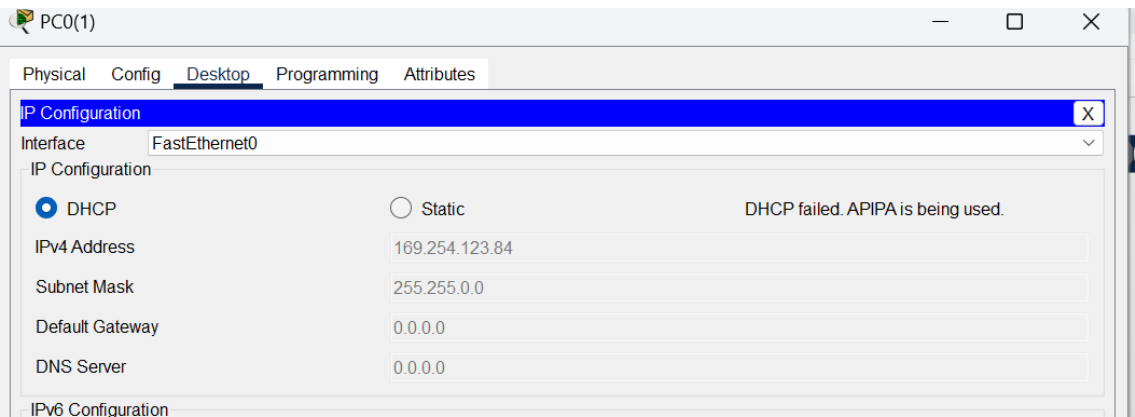 PC0(1)
Physical Config Desktop Programming Attributes
IP Configuration X
Interface FastEthernet0
IP Configuration
DHCP Static DHCP failed. APIPA is being used.
IPv4 Address 169.254.123.84
Subnet Mask 255.255.0.0
Default Gateway 0.0.0.0
DNS Server 0.0.0.0
IPv6 Configuration